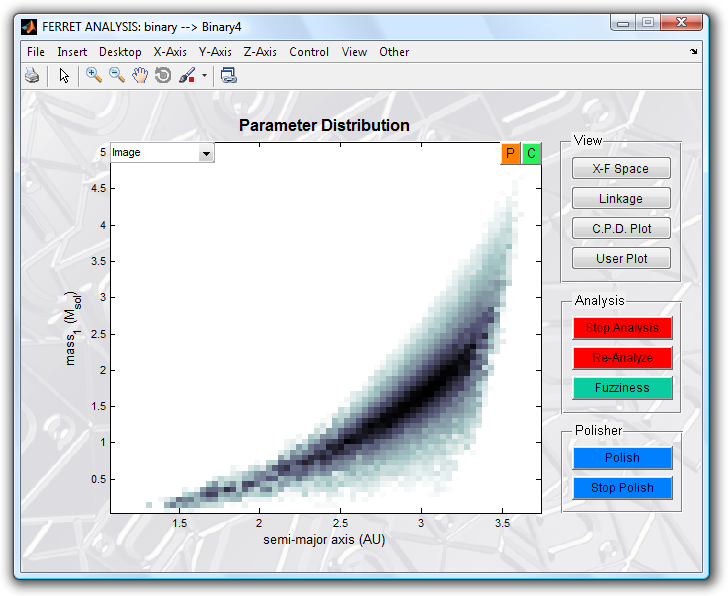 FERRET ANALYSIS: binary --> Binary4
File Insert Desktop X-Axis Y-Axis Z-Axis Control View Other
Parameter Distribution
Image
P C
5
4.5
4
3.5
3
2.5
2
1.5
1
0.5
mass1 (Msol)
1.5 2 2.5 3 3.5
semi-major axis (AU)
View
X-F Space
Linkage
C.P.D. Plot
User Plot
Analysis
Stop Analysis
Re-Analyze
Fuzziness
Polisher
Polish
Stop Polish